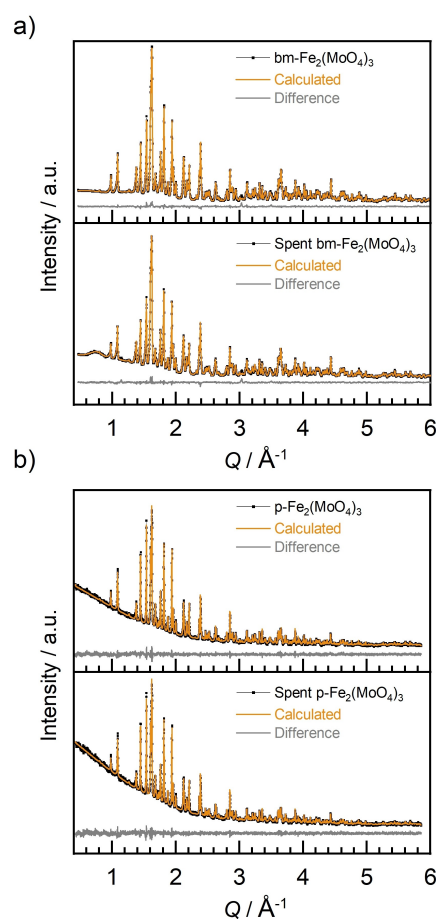 a)
bm-Fe2(MoO4)3
Calculated
Difference
Spent bm-Fe2(MoO4)3
Calculated
Difference
Intensity / a.u.
1 2 3 4 5 6
Q / Å-1
b)
p-Fe2(MoO4)3
Calculated
Difference
Spent p-Fe2(MoO4)3
Calculated
Difference
Intensity / a.u.
1 2 3 4 5 6
Q / Å-1